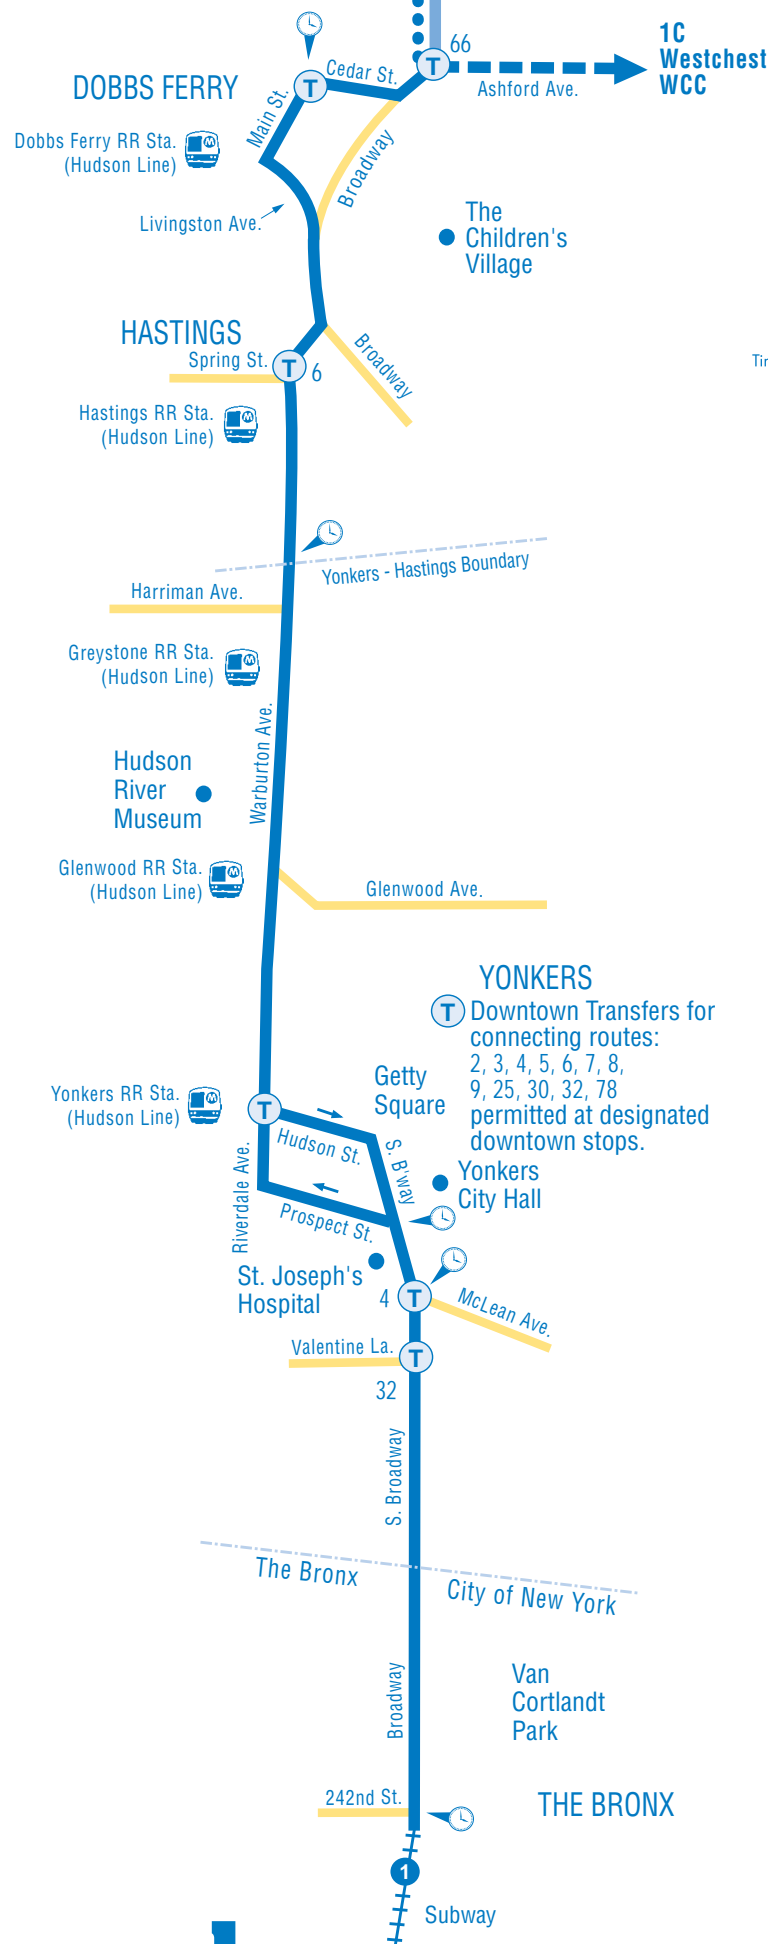 66
1C
Westchest
WCC
Cedar St.
T
T
Ashford Ave.
DOBBS FERRY
Main St.
Dobbs Ferry RR Sta.
(Hudson Line)
M
Broadway
Livingston Ave.
The
Children's
Village
HASTINGS
Spring St.
T
6
Broadway
Tir
Hastings RR Sta.
(Hudson Line)
M
Yonkers - Hastings Boundary
Harriman Ave.
Greystone RR Sta.
(Hudson Line)
M
Warburton Ave.
Hudson
River
Museum
Glenwood RR Sta.
(Hudson Line)
M
Glenwood Ave.
YONKERS
T
Downtown Transfers for
connecting routes:
2, 3, 4, 5, 6, 7, 8,
9, 25, 30, 32, 78
permitted at designated
downtown stops.
Getty
Square
Yonkers RR Sta.
(Hudson Line)
M
T
Hudson St.
S. B'way
Yonkers
City Hall
Riverdale Ave.
Prospect St.
St. Joseph's
Hospital
4
T
McLean Ave.
Valentine La.
T
32
S. Broadway
The Bronx
City of New York
Broadway
Van
Cortlandt
Park
242nd St.
THE BRONX
1
Subway